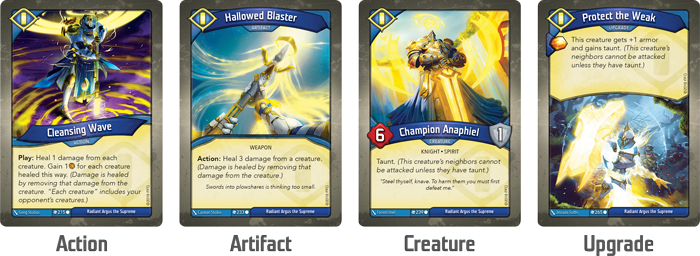 Cleansing Wave
ACTION
Play: Heal 1 damage from each
creature. Gain 1 for each creature
healed this way. (Damage is healed
by removing that damage from the
creature. "Each creature" includes your
opponent's creatures.)
215
Radiant Argus the Supreme
Action
Hallowed Blaster
ARTIFACT
WEAPON
Action: Heal 3 damage from a creature.
(Damage is healed by removing that
damage from the creature.)
Swords into plowshares is thinking too small.
233
Radiant Argus the Supreme
Artifact
6
Champion Anaphiel
1
CREATURE
KNIGHT • SPIRIT
Taunt. (This creature's neighbors cannot
be attacked unless they have taunt.)
"Steel thyself, knave. To harm them you must first
defeat me."
239
Radiant Argus the Supreme
Creature
Protect the Weak
UPGRADE
This creature gets +1 armor
and gains taunt. (This creature's
neighbors cannot be attacked
unless they have taunt.)
265
Radiant Argus the Supreme
Upgrade